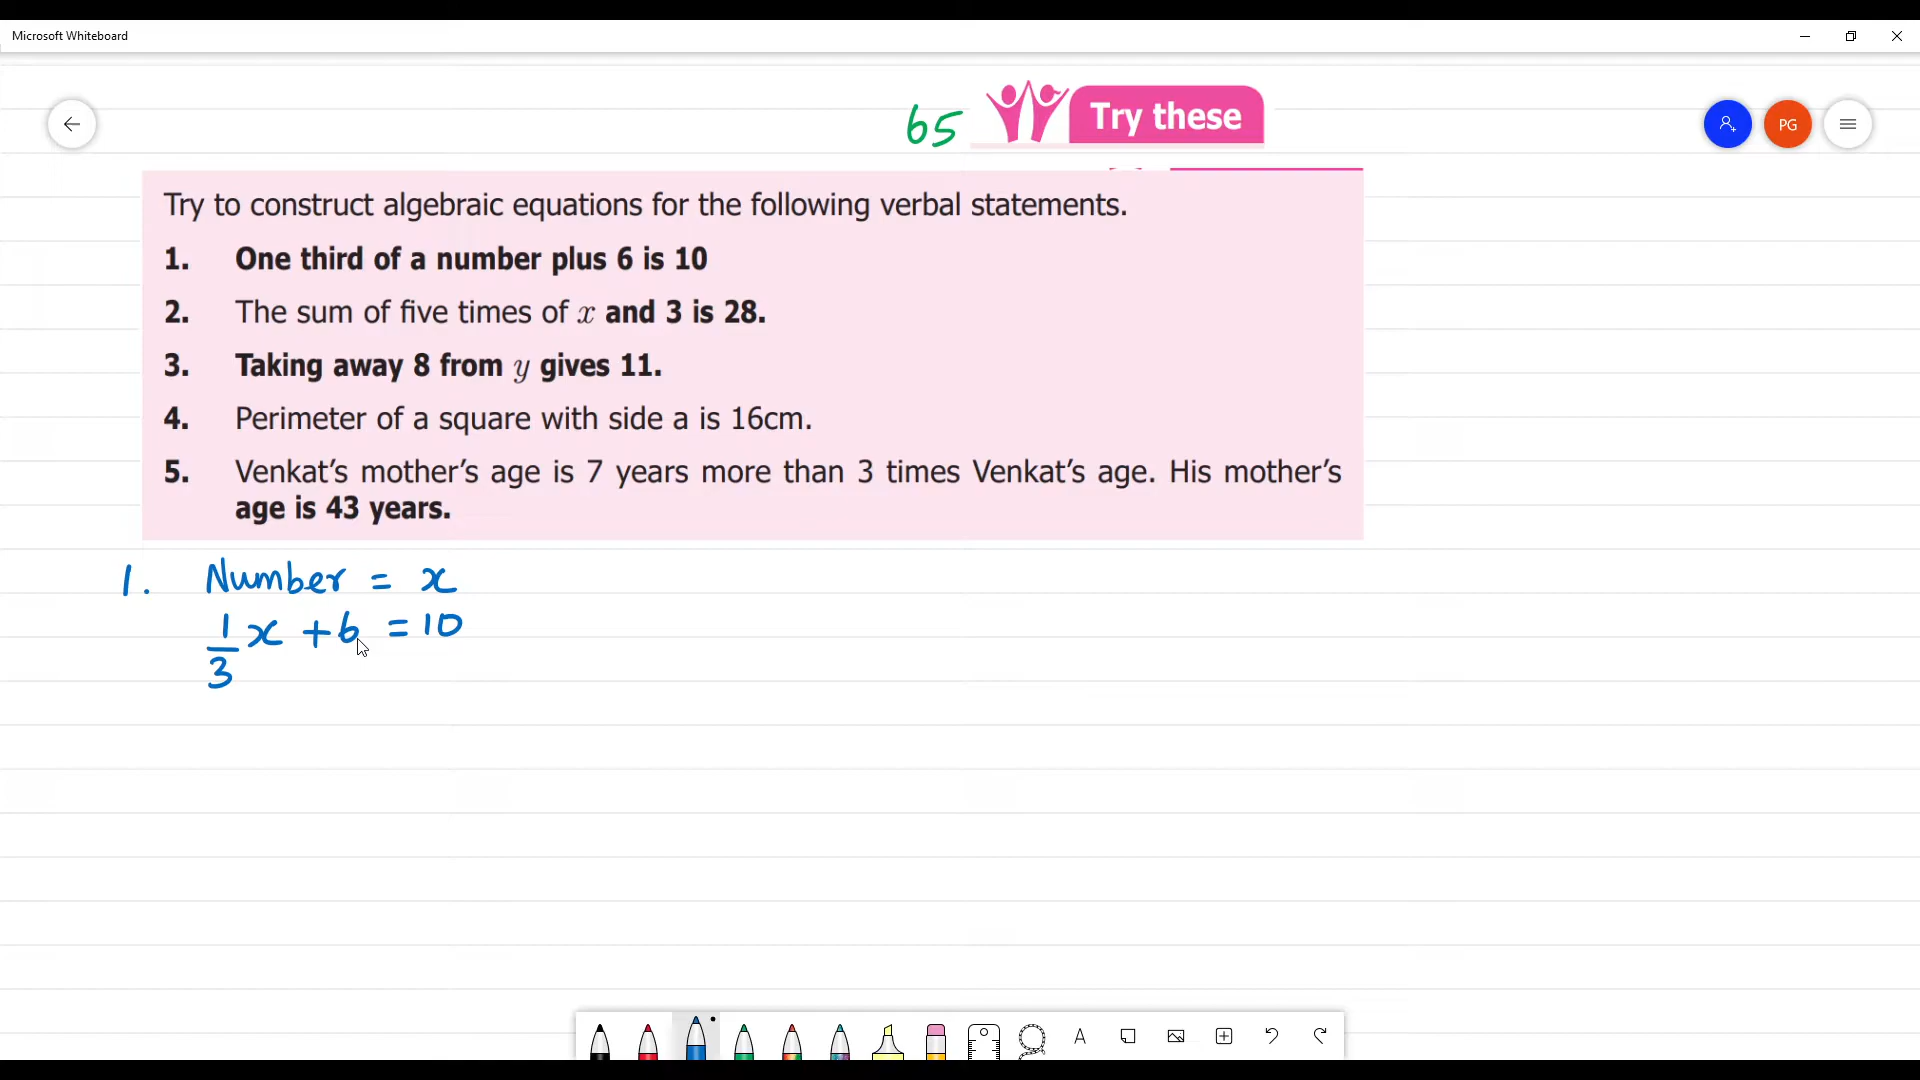 Microsoft Whiteboard
65 Try these
PG
Try to construct algebraic equations for the following verbal statements.
1. One third of a number plus 6 is 10
2. The sum of five times of x and 3 is 28.
3. Taking away 8 from y gives 11.
4. Perimeter of a square with side a is 16cm.
5. Venkat’s mother’s age is 7 years more than 3 times Venkat’s age. His mother’s
age is 43 years.
1. Number = x
1/3 x + 6 = 10
A